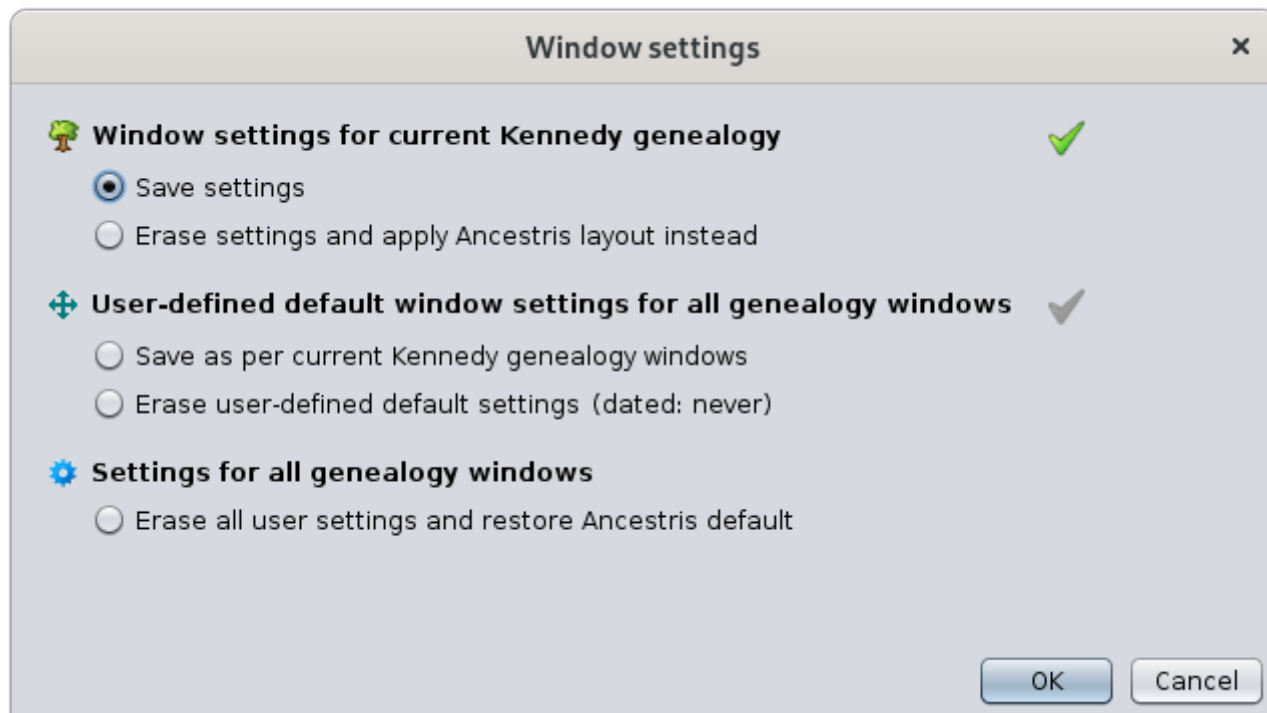 Window settings
Window settings for current Kennedy genealogy
Save settings
Erase settings and apply Ancestris layout instead
User-defined default window settings for all genealogy windows
Save as per current Kennedy genealogy windows
Erase user-defined default settings (dated: never)
Settings for all genealogy windows
Erase all user settings and restore Ancestris default
OK Cancel